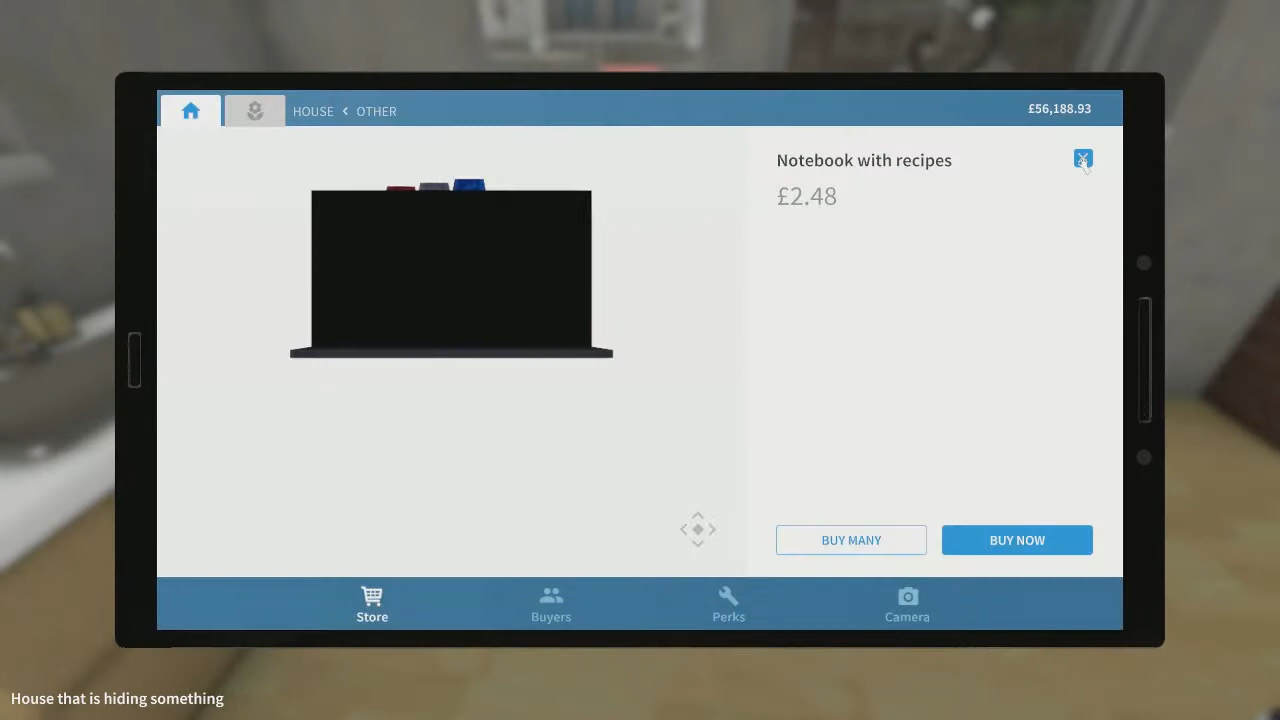 HOUSE < OTHER
£56,188.93
Notebook with recipes
£2.48
BUY MANY
BUY NOW
Store
Buyers
Perks
Camera
House that is hiding something